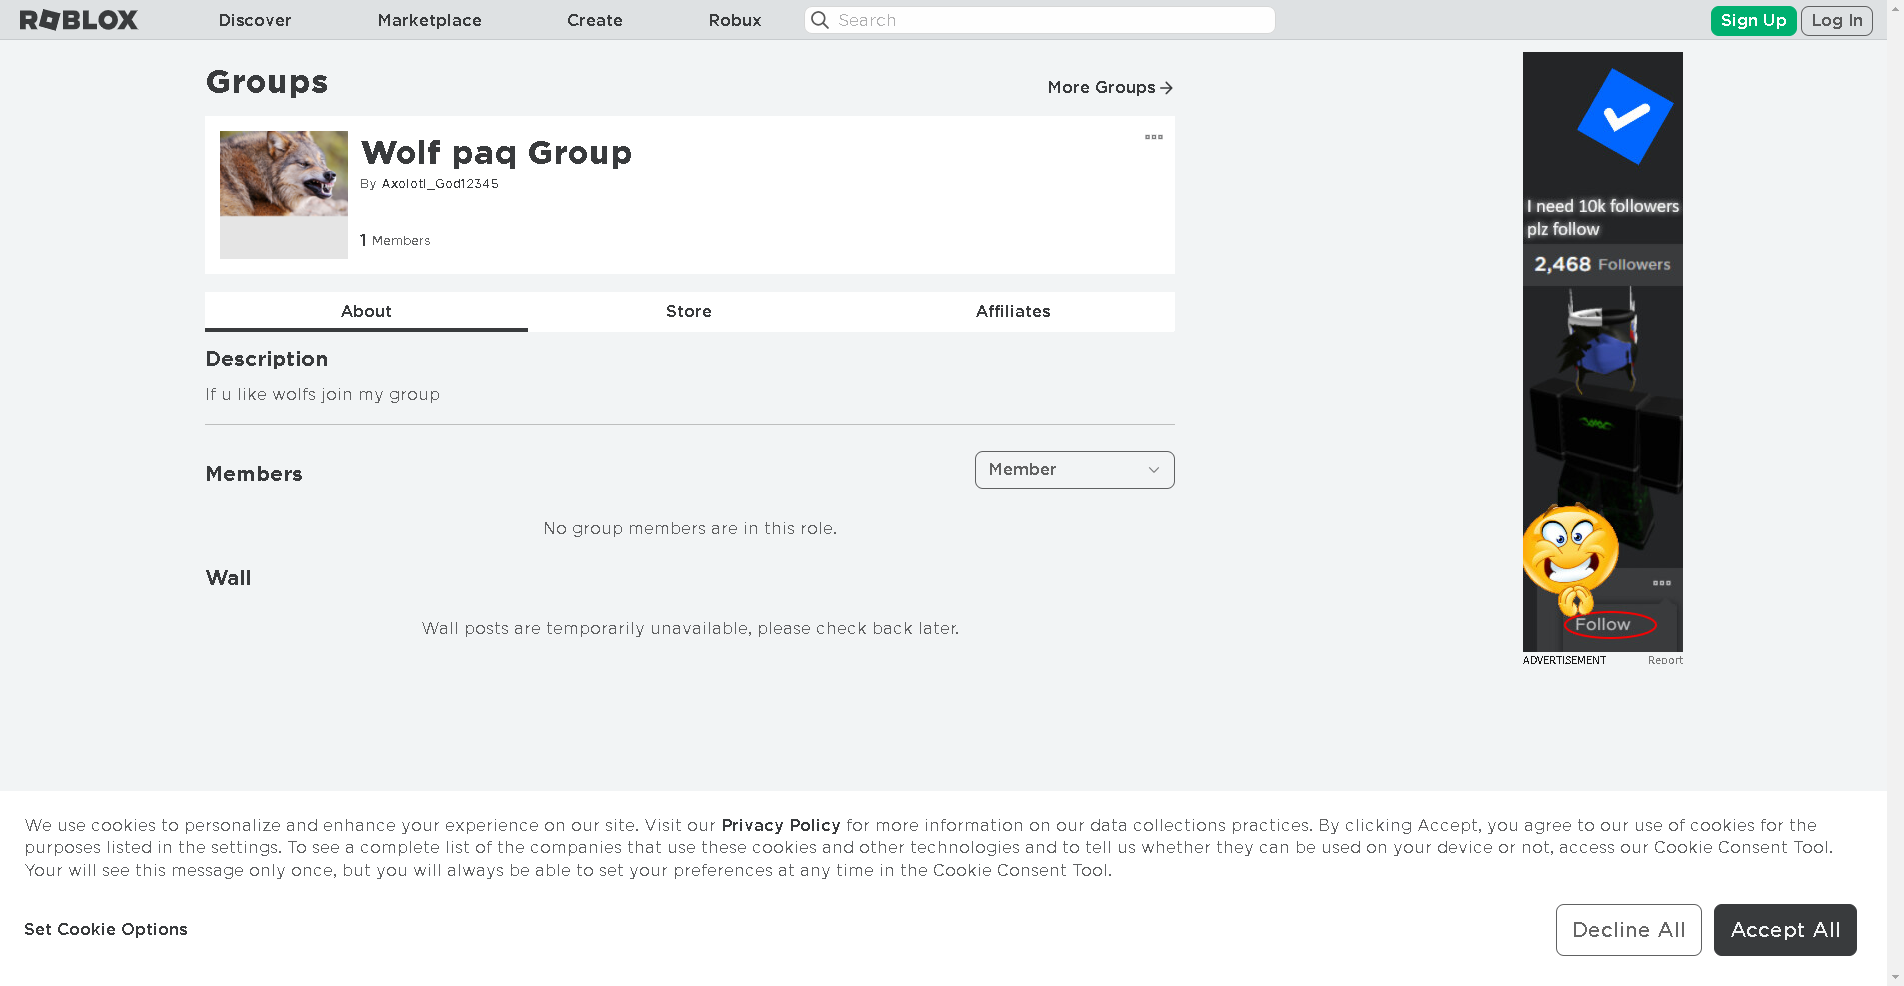 ROBLOX
Discover
Marketplace
Create
Robux
Search
Sign Up
Log In
Groups
More Groups
Wolf paq Group
By Axolotl_God12345
1 Members
About
Store
Affiliates
Description
If u like wolfs join my group
Members
Member
No group members are in this role.
Wall
Wall posts are temporarily unavailable, please check back later.
I need 10k followers
plz follow
2,468 Followers
Follow
ADVERTISEMENT
Report
We use cookies to personalize and enhance your experience on our site. Visit our Privacy Policy for more information on our data collections practices. By clicking Accept, you agree to our use of cookies for the
purposes listed in the settings. To see a complete list of the companies that use these cookies and other technologies and to tell us whether they can be used on your device or not, access our Cookie Consent Tool.
Your will see this message only once, but you will always be able to set your preferences at any time in the Cookie Consent Tool.
Set Cookie Options
Decline All
Accept All